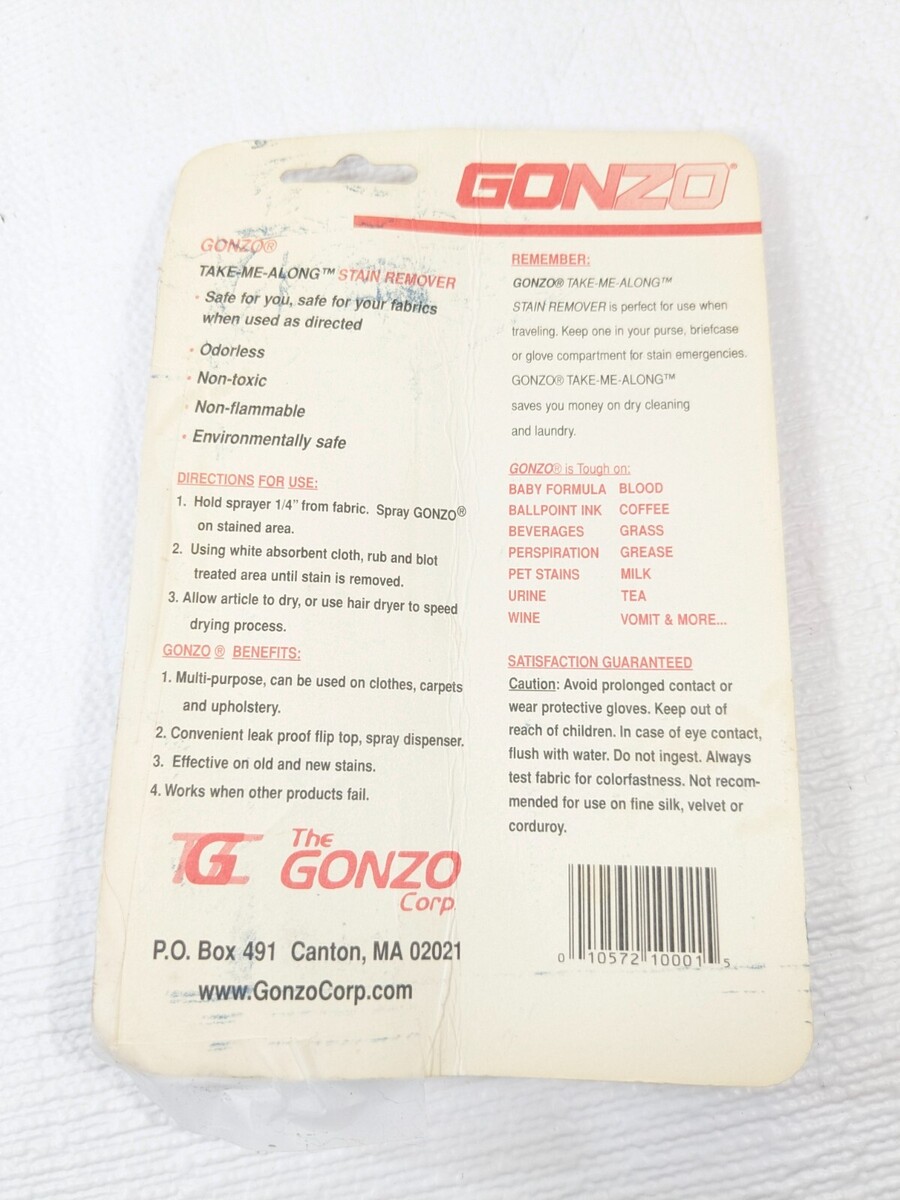 GONZO®
GONZO®
TAKE-ME-ALONG™ STAIN REMOVER
• Safe for you, safe for your fabrics
when used as directed
• Odorless
• Non-toxic
• Non-flammable
• Environmentally safe
DIRECTIONS FOR USE:
1. Hold sprayer 1/4" from fabric. Spray GONZO®
on stained area.
2. Using white absorbent cloth, rub and blot
treated area until stain is removed.
3. Allow article to dry, or use hair dryer to speed
drying process.
GONZO ® BENEFITS:
1. Multi-purpose, can be used on clothes, carpets
and upholstery.
2. Convenient leak proof flip top, spray dispenser.
3. Effective on old and new stains.
4. Works when other products fail.
TGC The
GONZO
Corp.
P.O. Box 491 Canton, MA 02021
www.GonzoCorp.com
REMEMBER:
GONZO® TAKE-ME-ALONG™
STAIN REMOVER is perfect for use when
traveling. Keep one in your purse, briefcase
or glove compartment for stain emergencies.
GONZO® TAKE-ME-ALONG™
saves you money on dry cleaning
and laundry.
GONZO® is Tough on:
BABY FORMULA BLOOD
BALLPOINT INK COFFEE
BEVERAGES GRASS
PERSPIRATION GREASE
PET STAINS MILK
URINE TEA
WINE VOMIT & MORE...
SATISFACTION GUARANTEED
Caution: Avoid prolonged contact or
wear protective gloves. Keep out of
reach of children. In case of eye contact,
flush with water. Do not ingest. Always
test fabric for colorfastness. Not recom-
mended for use on fine silk, velvet or
corduroy.
0 10572 10001 5